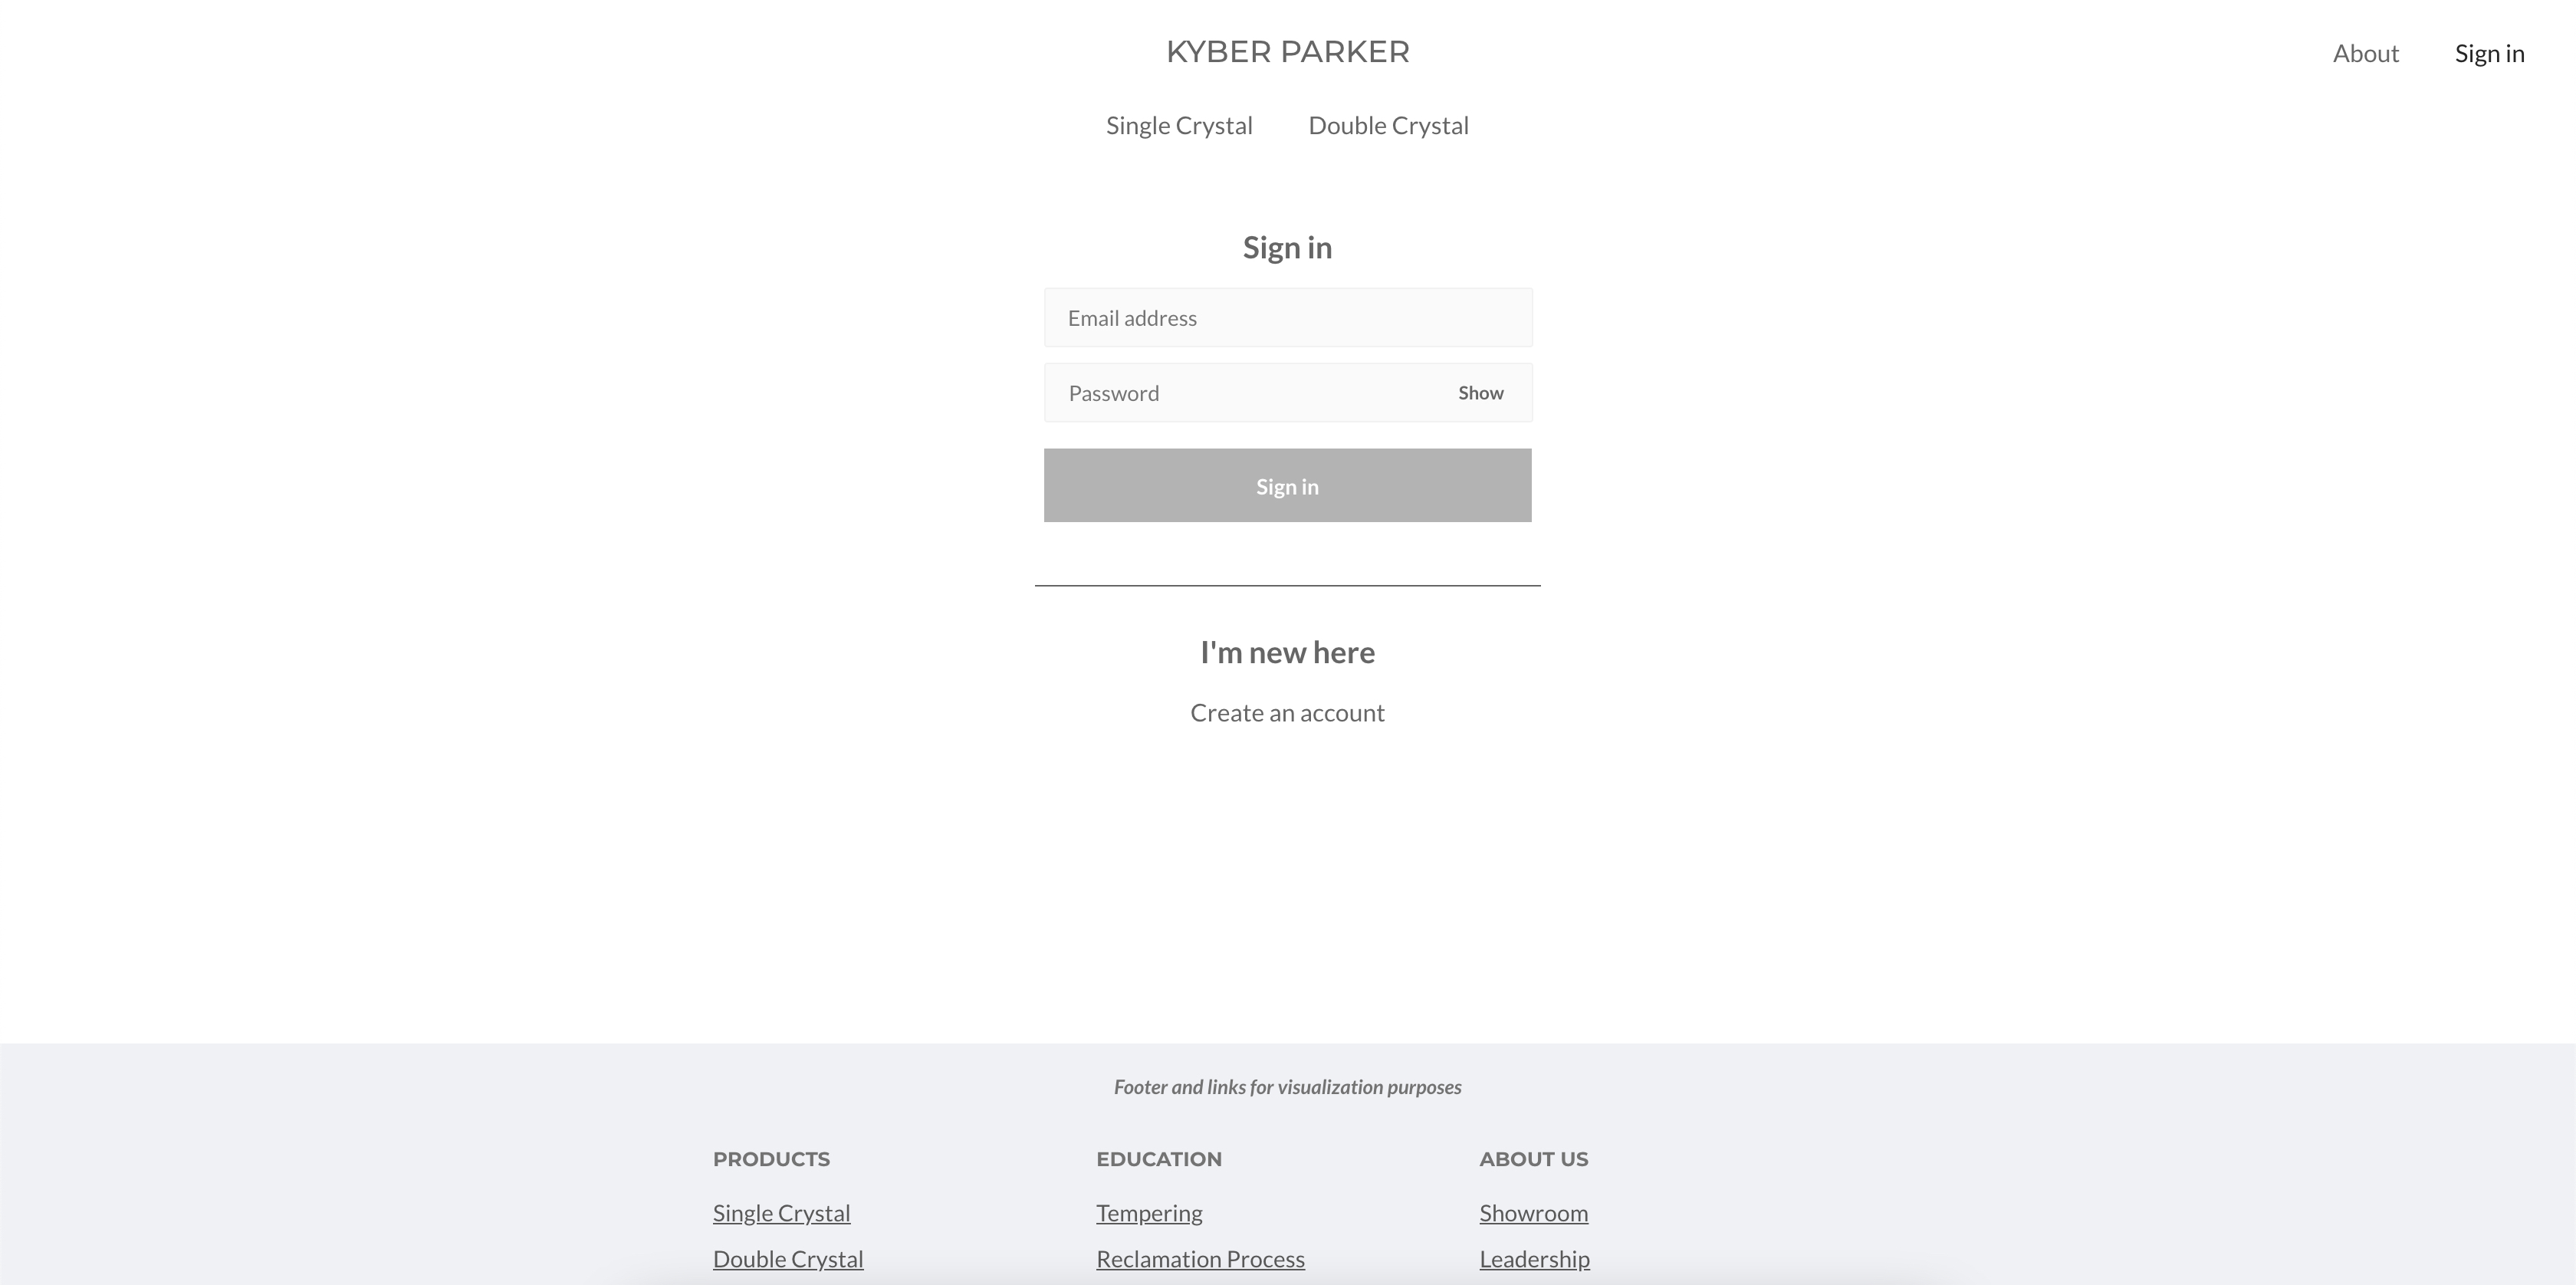 KYBER PARKER
About Sign in
Single Crystal Double Crystal
Sign in
Email address
Password Show
Sign in
I'm new here
Create an account
Footer and links for visualization purposes
PRODUCTS EDUCATION ABOUT US
Single Crystal Tempering Showroom
Double Crystal Reclamation Process Leadership